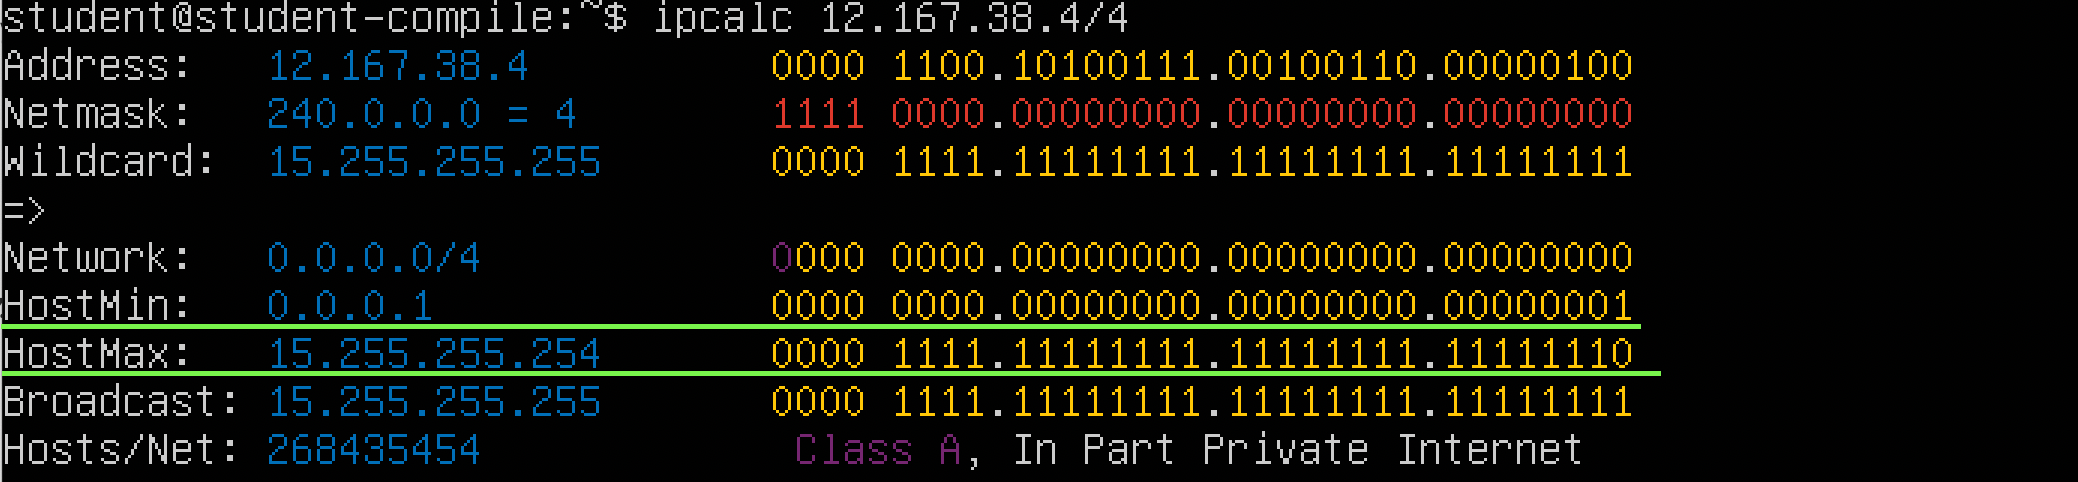 student@student-compile:~$ ipcalc 12.167.38.4/4
Address:   12.167.38.4          0000 1100.10100111.00100110.00000100
Netmask:   240.0.0.0 = 4        1111 0000.00000000.00000000.00000000
Wildcard:  15.255.255.255       0000 1111.11111111.11111111.11111111
=>
Network:   0.0.0.0/4            0000 0000.00000000.00000000.00000000
HostMin:   0.0.0.1              0000 0000.00000000.00000000.00000001
HostMax:   15.255.255.254       0000 1111.11111111.11111111.11111110
Broadcast: 15.255.255.255       0000 1111.11111111.11111111.11111111
Hosts/Net: 268435454             Class A, In Part Private Internet